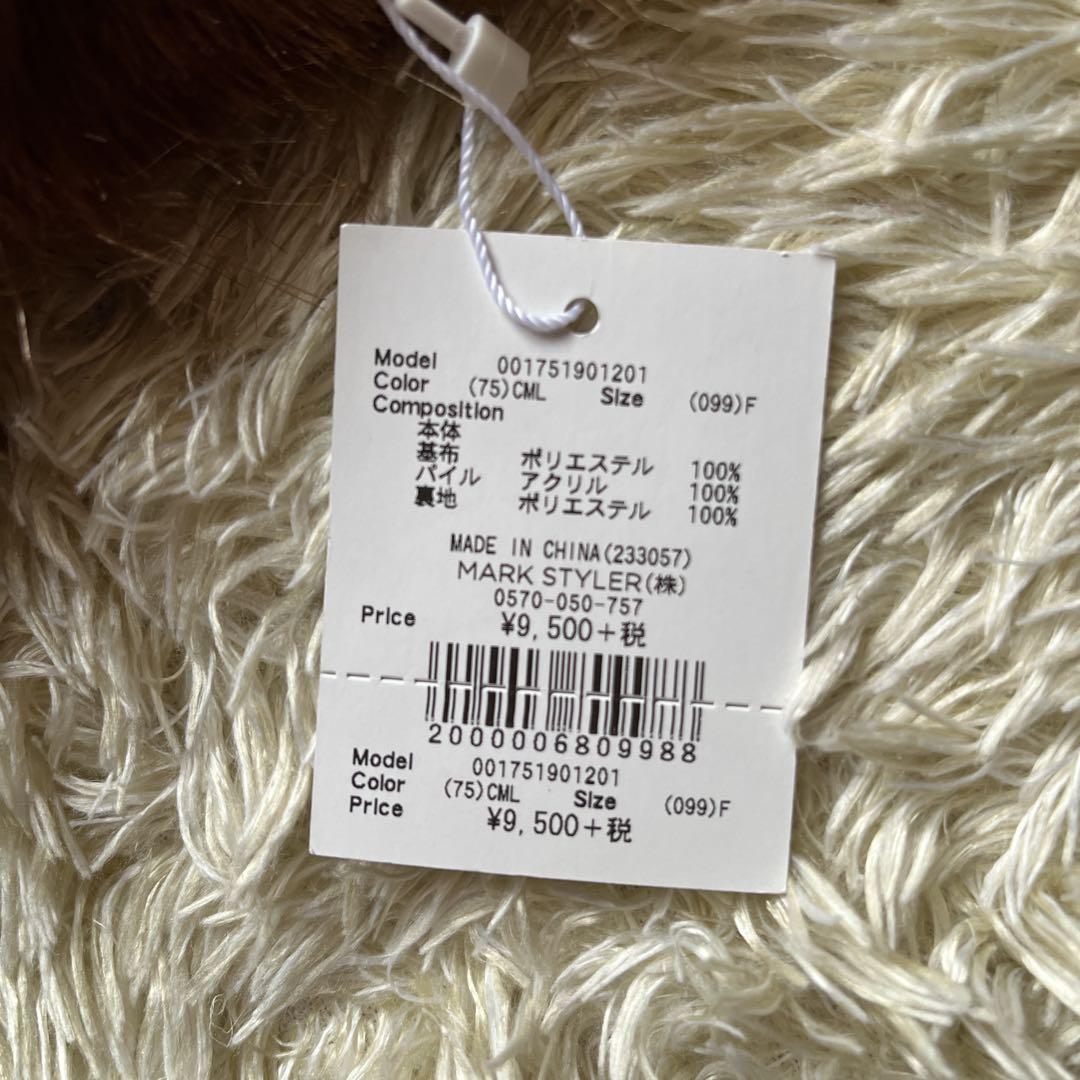 Model 001751901201
Color (75)CML Size (099)F
Composition
本体
基布 ポリエステル 100%
パイル アクリル 100%
裏地 ポリエステル 100%
MADE IN CHINA(233057)
MARK STYLER(株)
0570-050-757
Price ¥9,500+税
2000006809988
Model 001751901201
Color (75)CML Size (099)F
Price ¥9,500+税